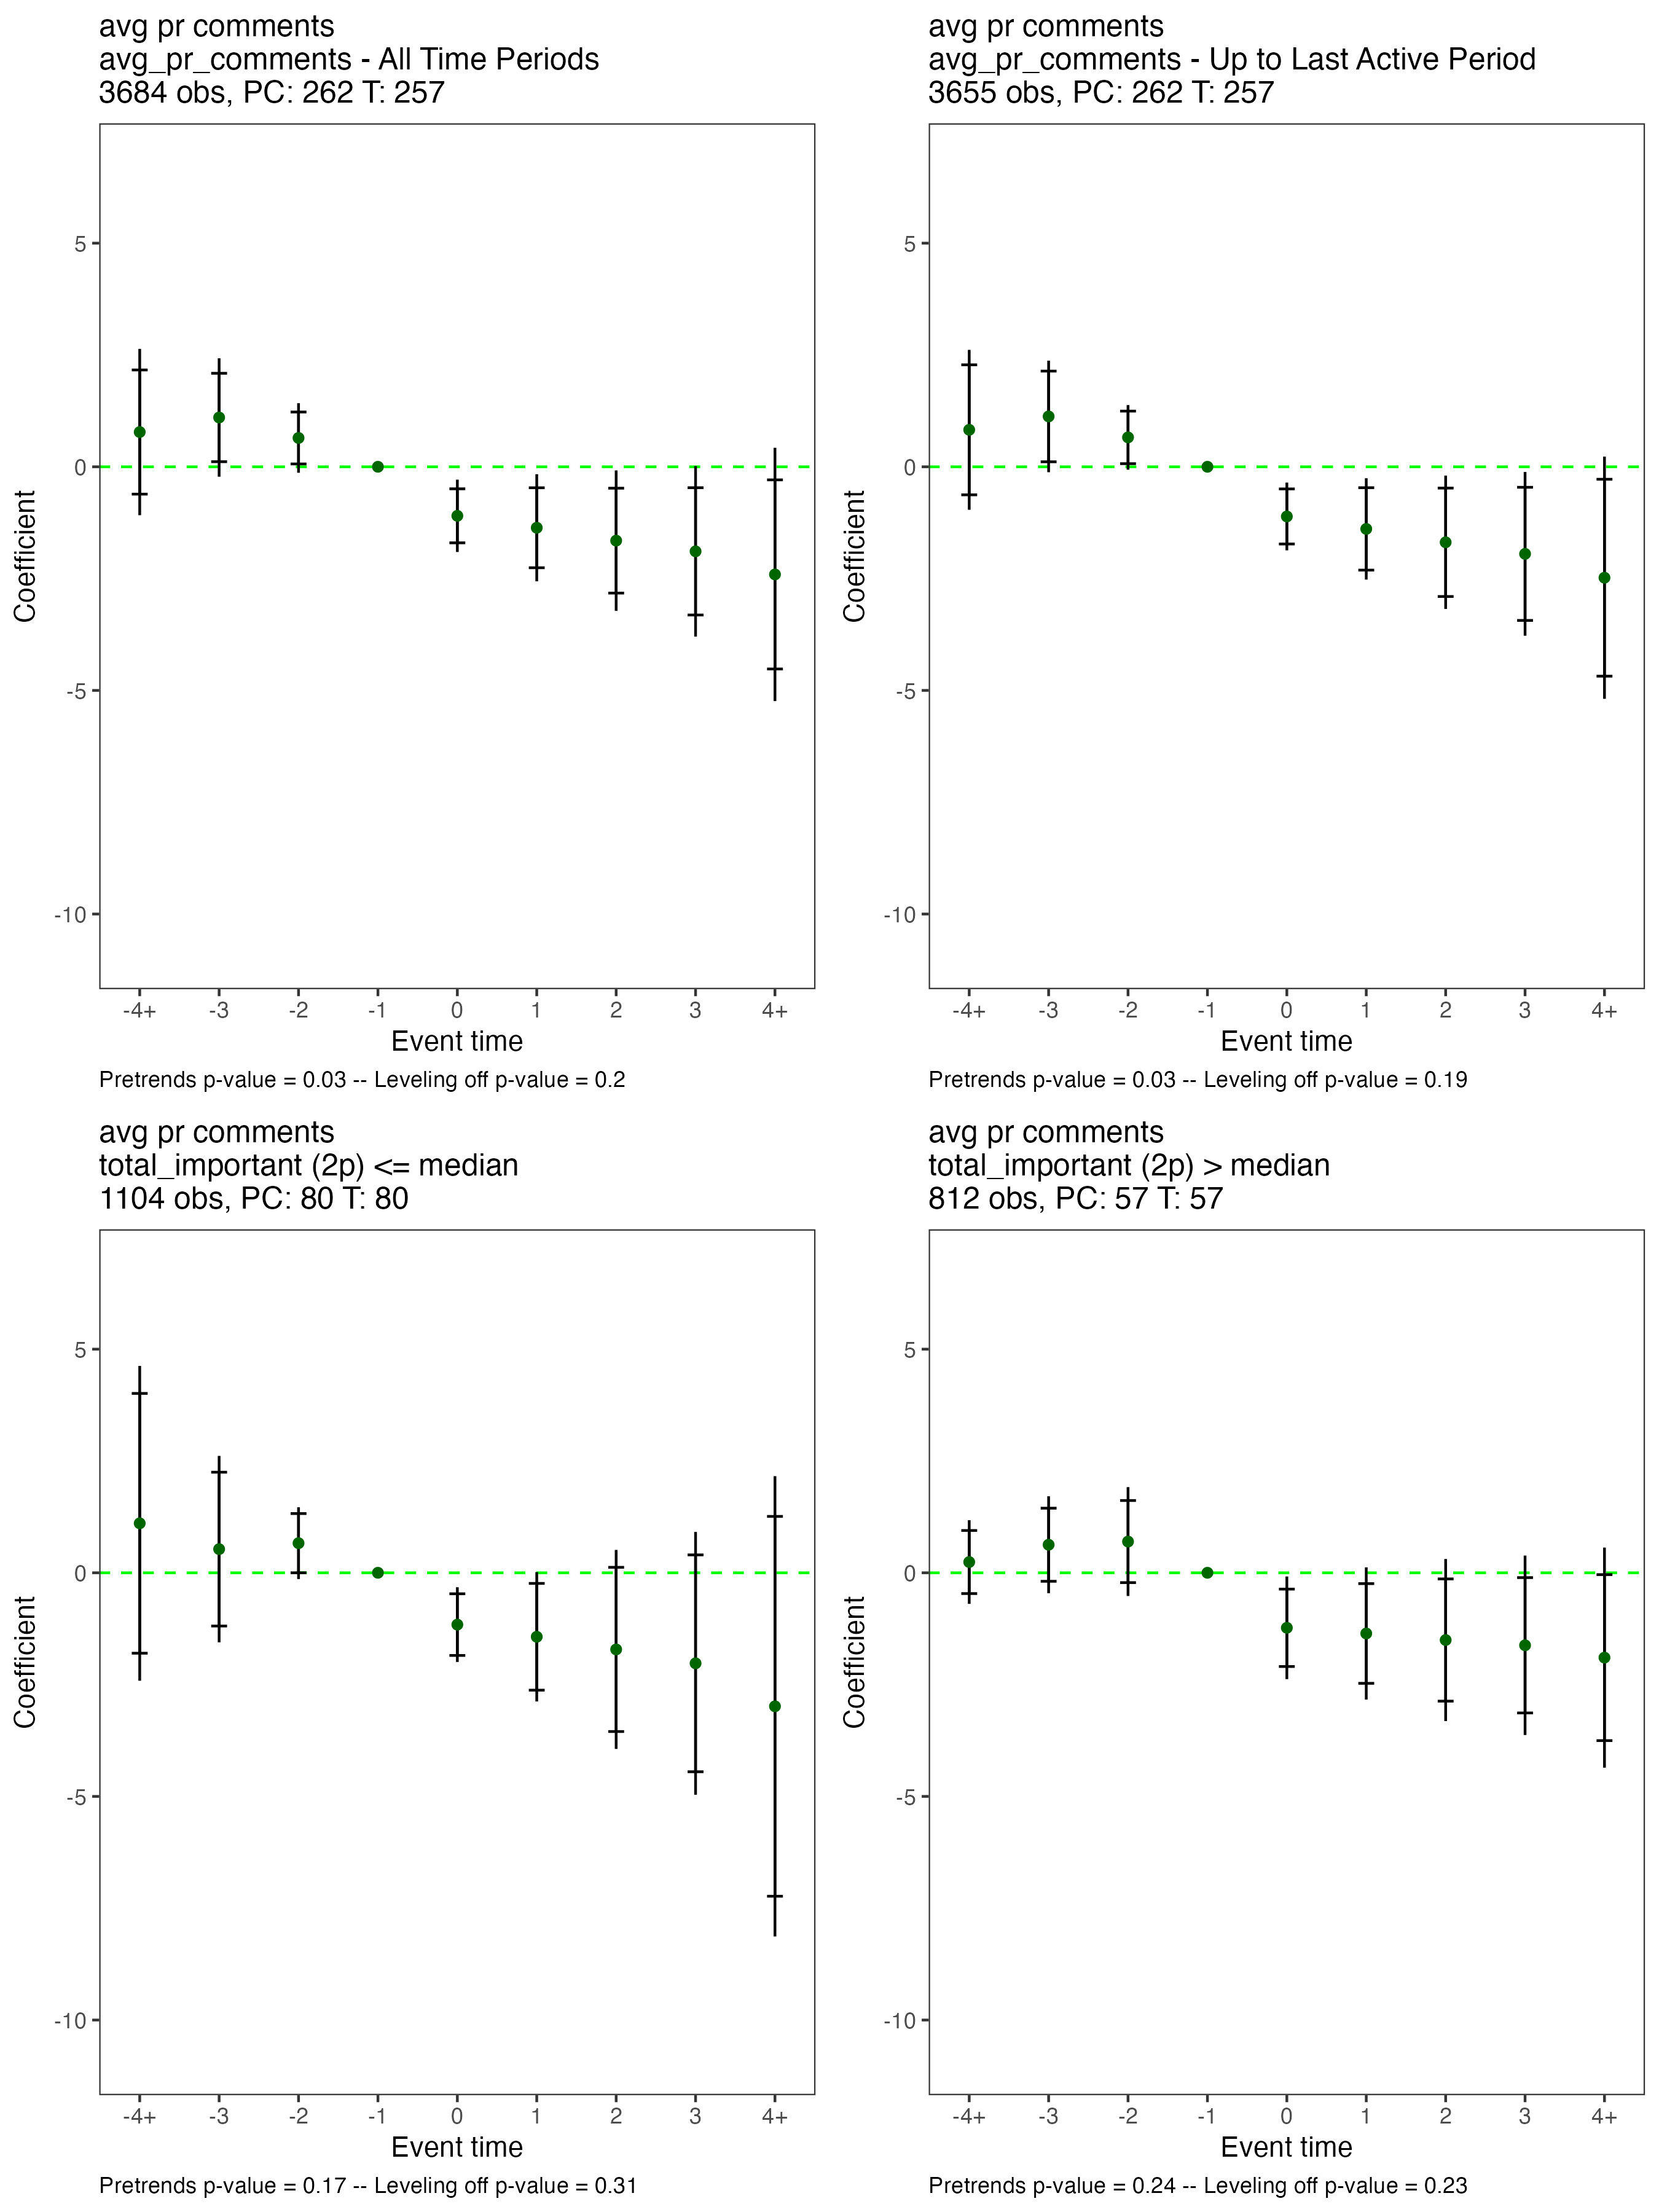 avg pr comments
avg_pr_comments - All Time Periods
3684 obs, PC: 262 T: 257
5
0
-5
-10
Coefficient
-4+ -3 -2 -1 0 1 2 3 4+
Event time
Pretrends p-value = 0.03 -- Leveling off p-value = 0.2
avg pr comments
avg_pr_comments - Up to Last Active Period
3655 obs, PC: 262 T: 257
5
0
-5
-10
Coefficient
-4+ -3 -2 -1 0 1 2 3 4+
Event time
Pretrends p-value = 0.03 -- Leveling off p-value = 0.19
avg pr comments
total_important (2p) <= median
1104 obs, PC: 80 T: 80
5
0
-5
-10
Coefficient
-4+ -3 -2 -1 0 1 2 3 4+
Event time
Pretrends p-value = 0.17 -- Leveling off p-value = 0.31
avg pr comments
total_important (2p) > median
812 obs, PC: 57 T: 57
5
0
-5
-10
Coefficient
-4+ -3 -2 -1 0 1 2 3 4+
Event time
Pretrends p-value = 0.24 -- Leveling off p-value = 0.23